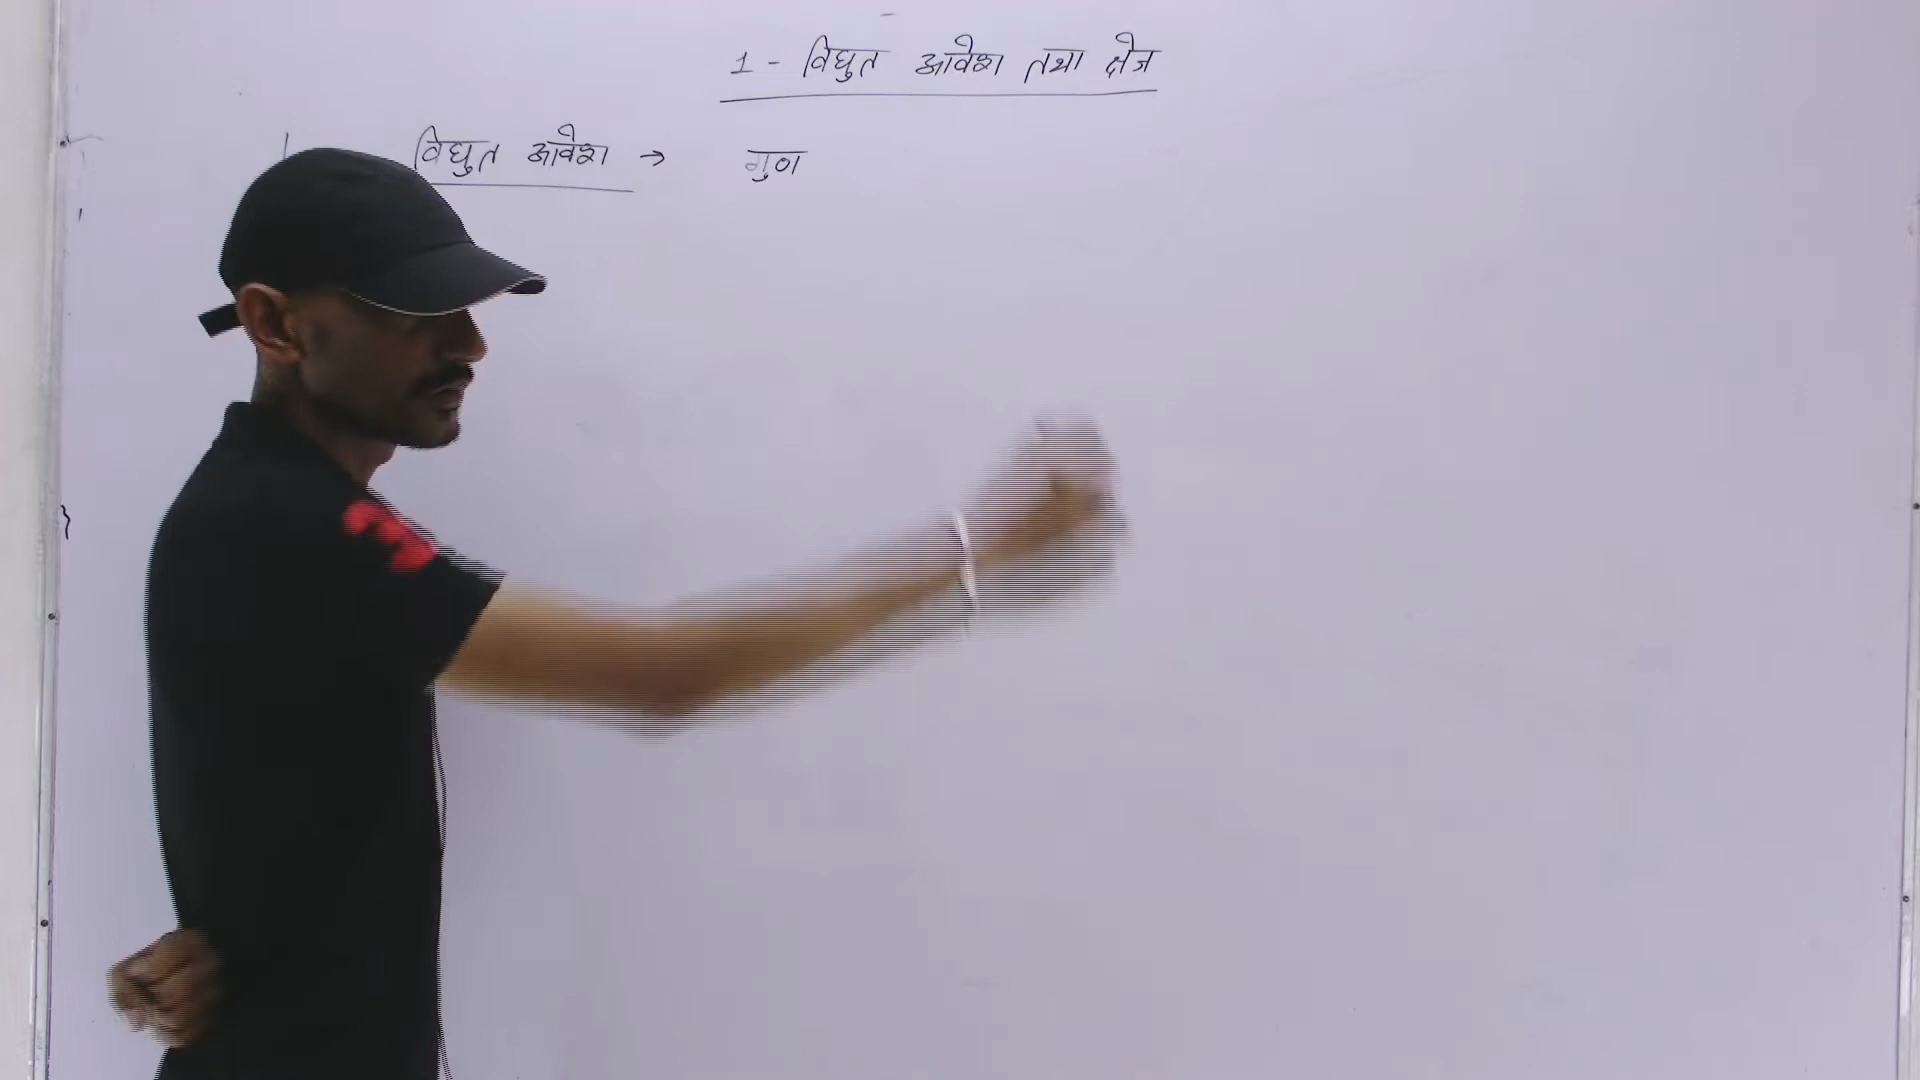 1 - विद्युत आवेश तथा क्षेत्र
विद्युत आवेश → गुण